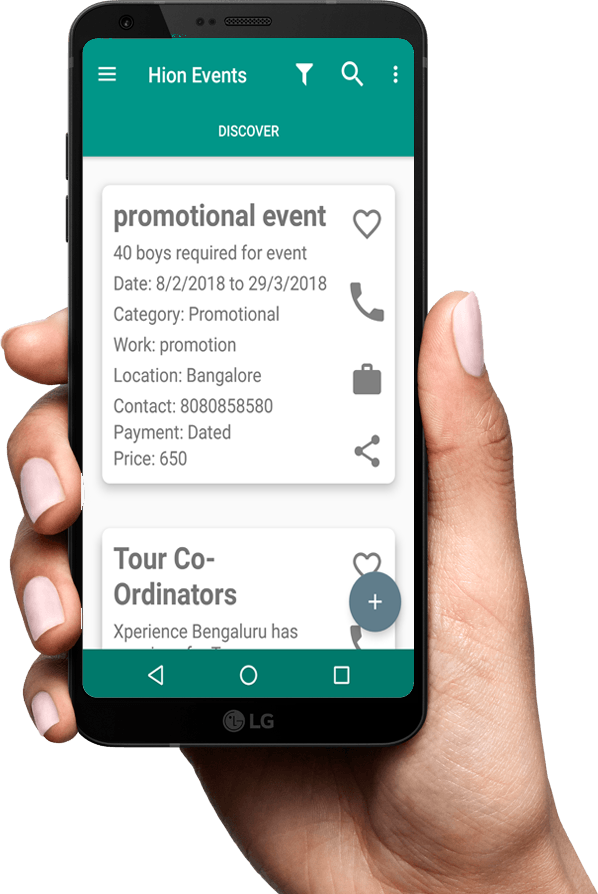 Hion Events
DISCOVER
promotional event
40 boys required for event
Date: 8/2/2018 to 29/3/2018
Category: Promotional
Work: promotion
Location: Bangalore
Contact: 8080858580
Payment: Dated
Price: 650
Tour Co-
Ordinators
Xperience Bengaluru has
LG